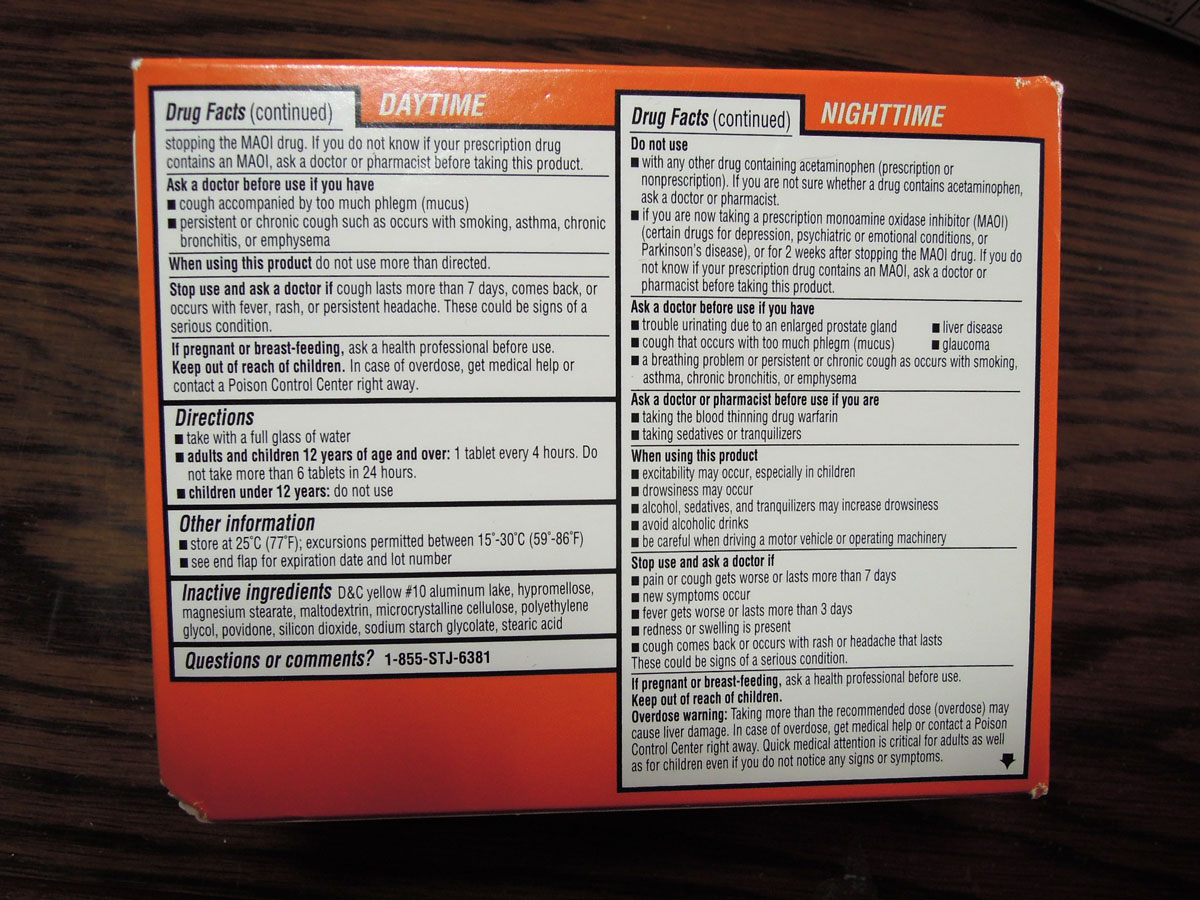 Drug Facts (continued)
DAYTIME
stopping the MAOI drug. If you do not know if your prescription drug
contains an MAOI, ask a doctor or pharmacist before taking this product.
Ask a doctor before use if you have
■ cough accompanied by too much phlegm (mucus)
■ persistent or chronic cough such as occurs with smoking, asthma, chronic
bronchitis, or emphysema
When using this product do not use more than directed.
Stop use and ask a doctor if cough lasts more than 7 days, comes back, or
occurs with fever, rash, or persistent headache. These could be signs of a
serious condition.
If pregnant or breast-feeding, ask a health professional before use.
Keep out of reach of children. In case of overdose, get medical help or
contact a Poison Control Center right away.
Directions
■ take with a full glass of water
■ adults and children 12 years of age and over: 1 tablet every 4 hours. Do
not take more than 6 tablets in 24 hours.
■ children under 12 years: do not use
Other information
■ store at 25°C (77°F); excursions permitted between 15°-30°C (59°-86°F)
■ see end flap for expiration date and lot number
Inactive ingredients D&C yellow #10 aluminum lake, hypromellose,
magnesium stearate, maltodextrin, microcrystalline cellulose, polyethylene
glycol, povidone, silicon dioxide, sodium starch glycolate, stearic acid
Questions or comments? 1-855-STJ-6381
Drug Facts (continued)
NIGHTTIME
Do not use
■ with any other drug containing acetaminophen (prescription or
nonprescription). If you are not sure whether a drug contains acetaminophen,
ask a doctor or pharmacist.
■ if you are now taking a prescription monoamine oxidase inhibitor (MAOI)
(certain drugs for depression, psychiatric or emotional conditions, or
Parkinson's disease), or for 2 weeks after stopping the MAOI drug. If you do
not know if your prescription drug contains an MAOI, ask a doctor or
pharmacist before taking this product.
Ask a doctor before use if you have
■ trouble urinating due to an enlarged prostate gland ■ liver disease
■ cough that occurs with too much phlegm (mucus) ■ glaucoma
■ a breathing problem or persistent or chronic cough as occurs with smoking,
asthma, chronic bronchitis, or emphysema
Ask a doctor or pharmacist before use if you are
■ taking the blood thinning drug warfarin
■ taking sedatives or tranquilizers
When using this product
■ excitability may occur, especially in children
■ drowsiness may occur
■ alcohol, sedatives, and tranquilizers may increase drowsiness
■ avoid alcoholic drinks
■ be careful when driving a motor vehicle or operating machinery
Stop use and ask a doctor if
■ pain or cough gets worse or lasts more than 7 days
■ new symptoms occur
■ fever gets worse or lasts more than 3 days
■ redness or swelling is present
■ cough comes back or occurs with rash or headache that lasts
These could be signs of a serious condition.
If pregnant or breast-feeding, ask a health professional before use.
Keep out of reach of children.
Overdose warning: Taking more than the recommended dose (overdose) may
cause liver damage. In case of overdose, get medical help or contact a Poison
Control Center right away. Quick medical attention is critical for adults as well
as for children even if you do not notice any signs or symptoms.